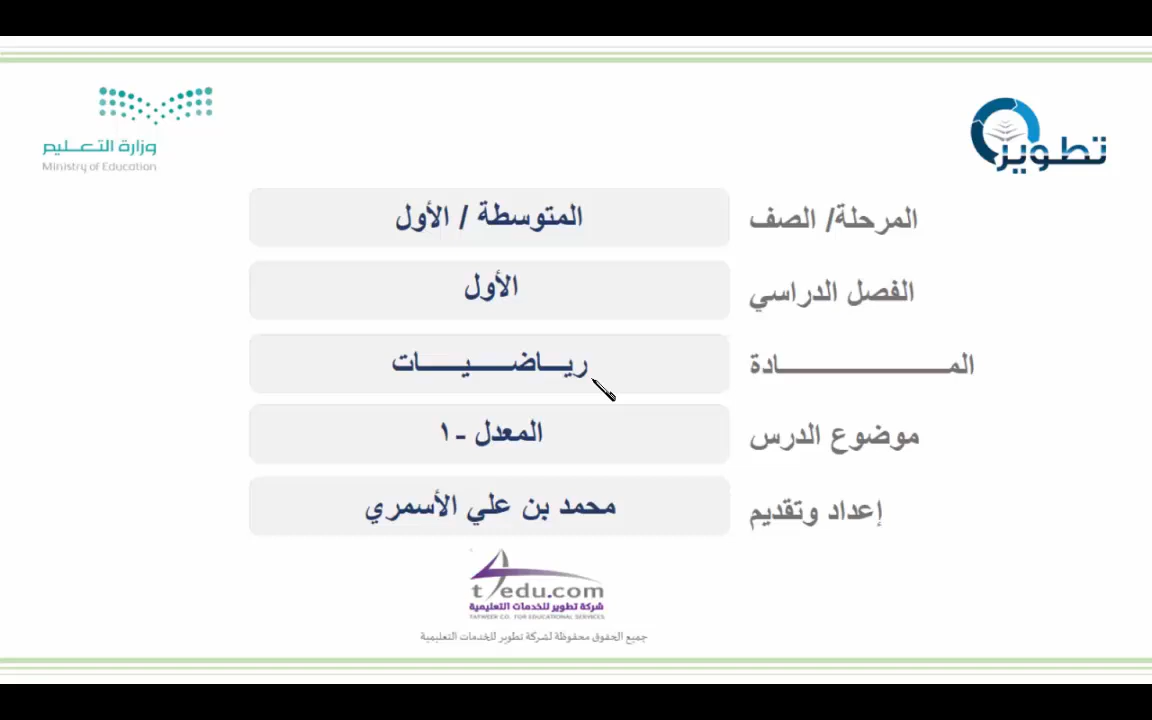 وزارة التعليم
Ministry of Education
تطوير
المرحلة/ الصف
المتوسطة / الأول
الفصل الدراسي
الأول
المـــــــــــــــــادة
ريـــاضـــــيـــــات
موضوع الدرس
المعدل - ١
إعداد وتقديم
محمد بن علي الأسمري
t4edu.com
شركة تطوير للخدمات التعليمية
TATWEER CO. FOR EDUCATIONAL SERVICES
جميع الحقوق محفوظة لشركة تطوير للخدمات التعليمية